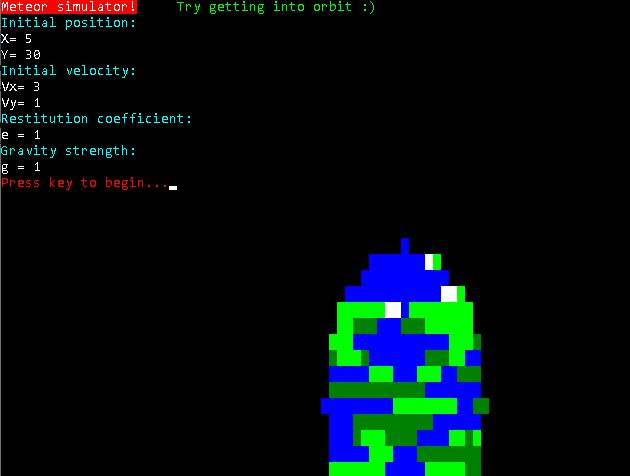 Meteor simulator! Try getting into orbit :)
Initial position:
X= 5
Y= 30
Initial velocity:
Vx= 3
Vy= 1
Restitution coefficient:
e = 1
Gravity strength:
g = 1
Press key to begin...